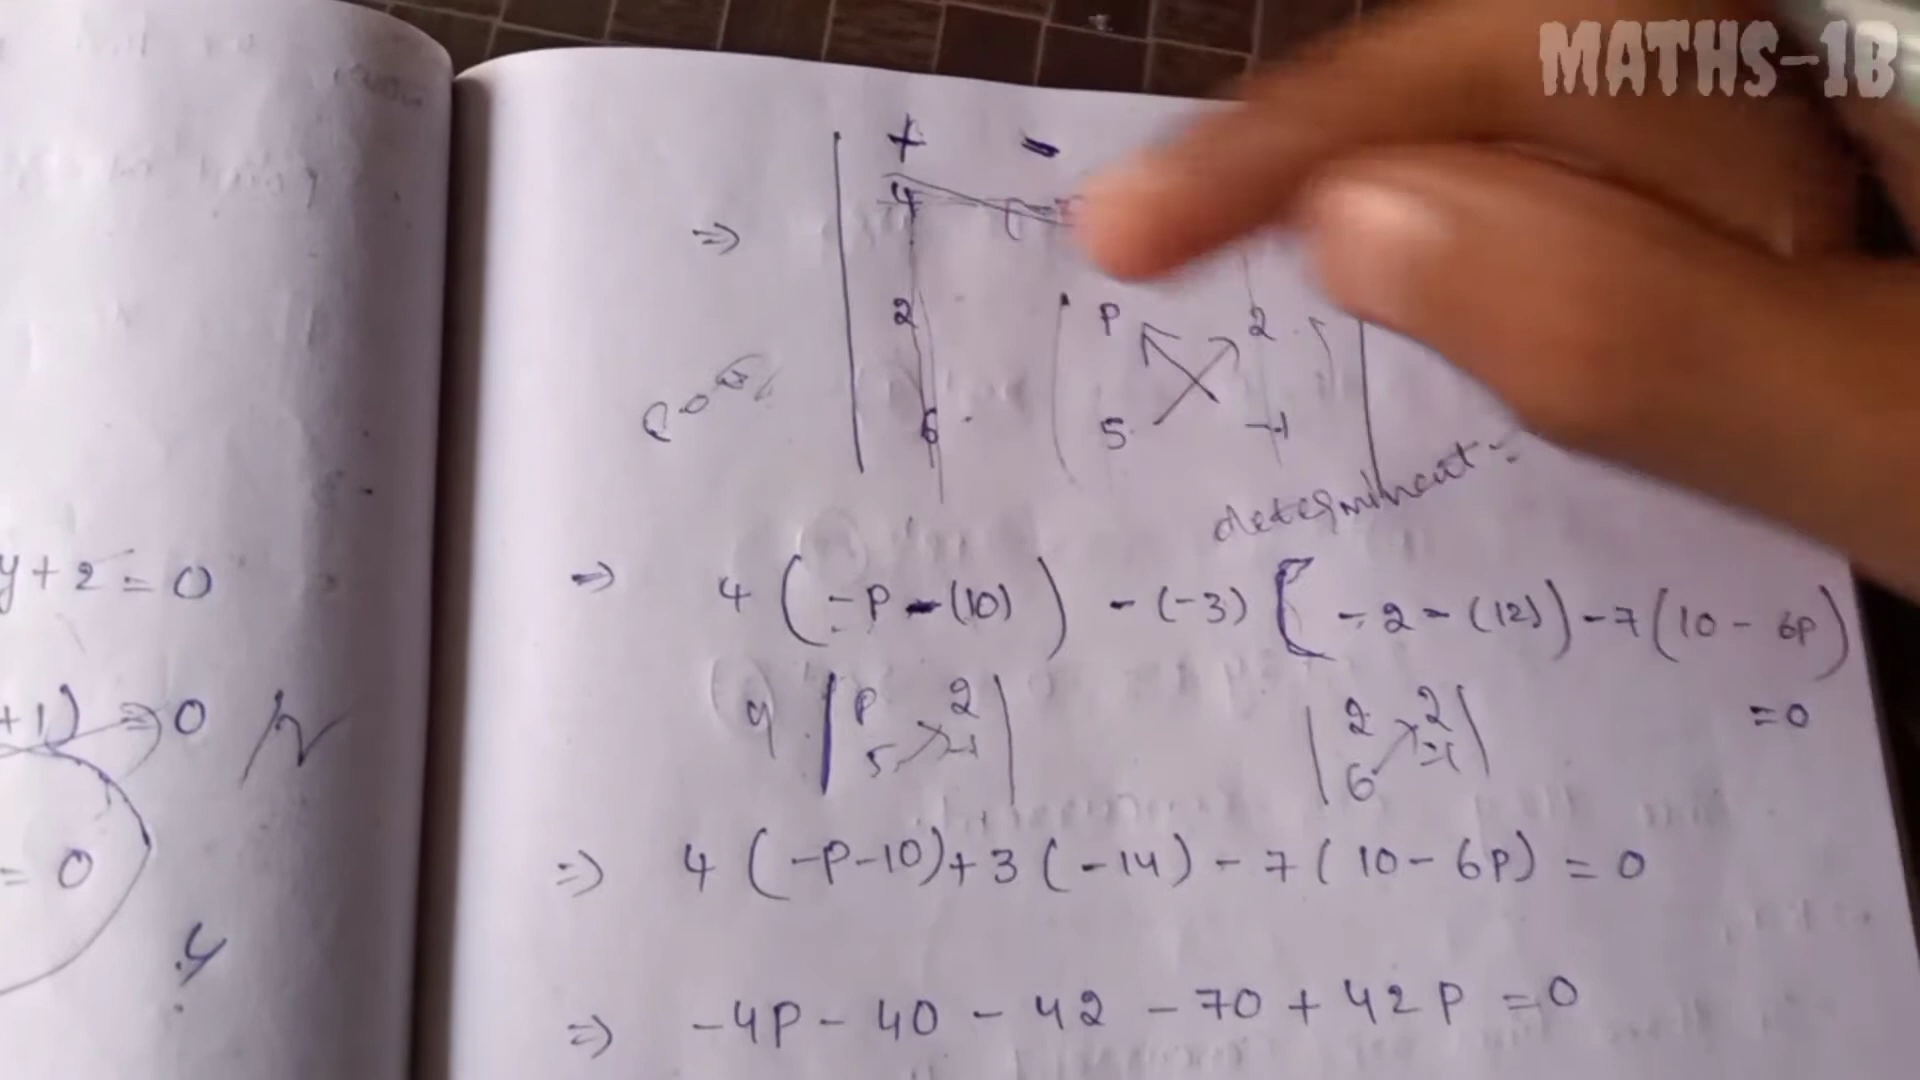 MATHS-1B
+ -
⇒ 4 (-
2 P 2
6 5 -1
determinent
⇒ 4 (-P-(10)) - (-3) [-2-(12)) - 7(10-6P)
= 0
P 2 2 2
5 -1 6 -1
⇒ 4(-P-10)+3(-14)-7(10-6P)=0
⇒ -4P-40-42-70+42P=0
y+2=0
+1)=0
=0